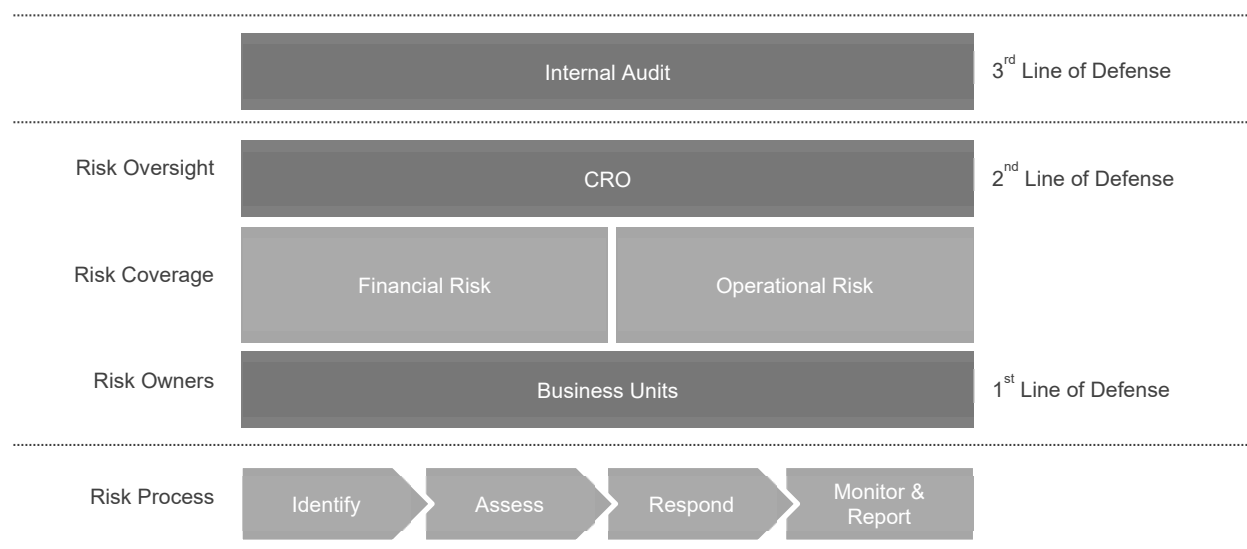 Internal Audit
3rd Line of Defense
Risk Oversight
CRO
2nd Line of Defense
Risk Coverage
Financial Risk
Operational Risk
Risk Owners
Business Units
1st Line of Defense
Risk Process
Identify
Assess
Respond
Monitor &
Report